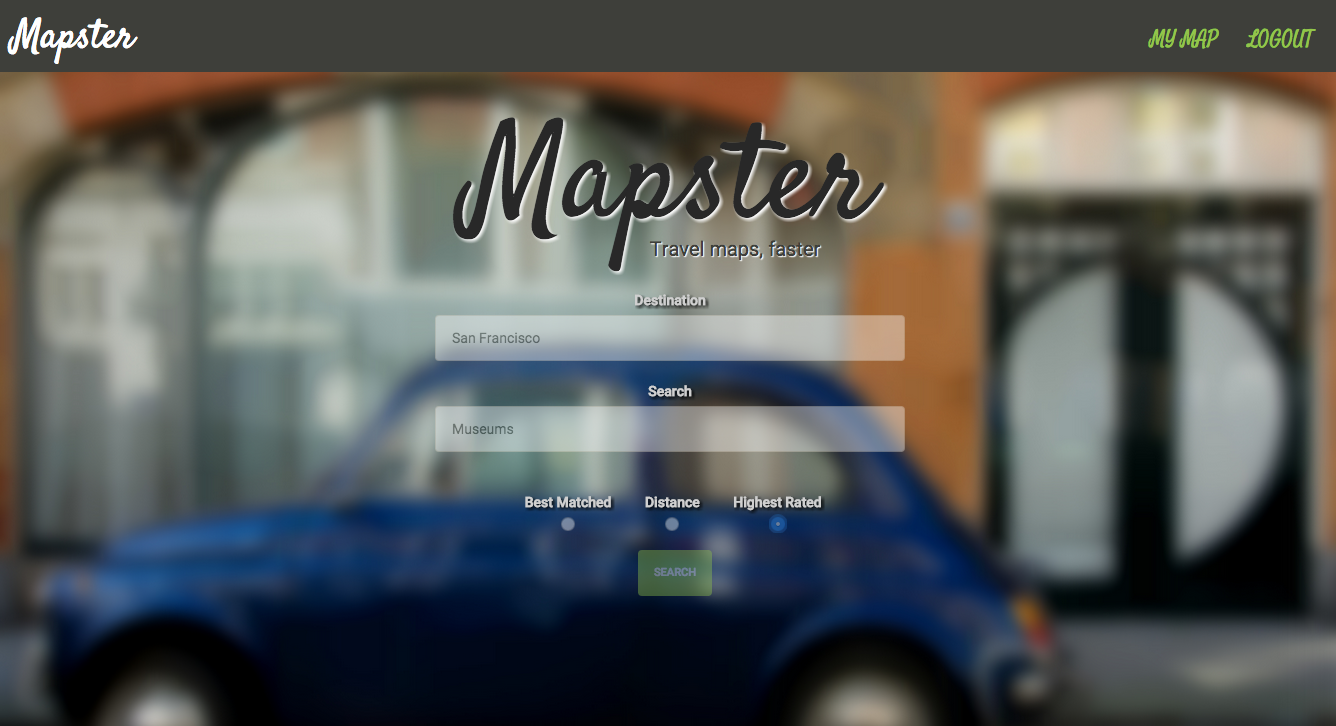 Mapster
MY MAP LOGOUT
Mapster
Travel maps, faster
Destination
San Francisco
Search
Museums
Best Matched Distance Highest Rated
SEARCH